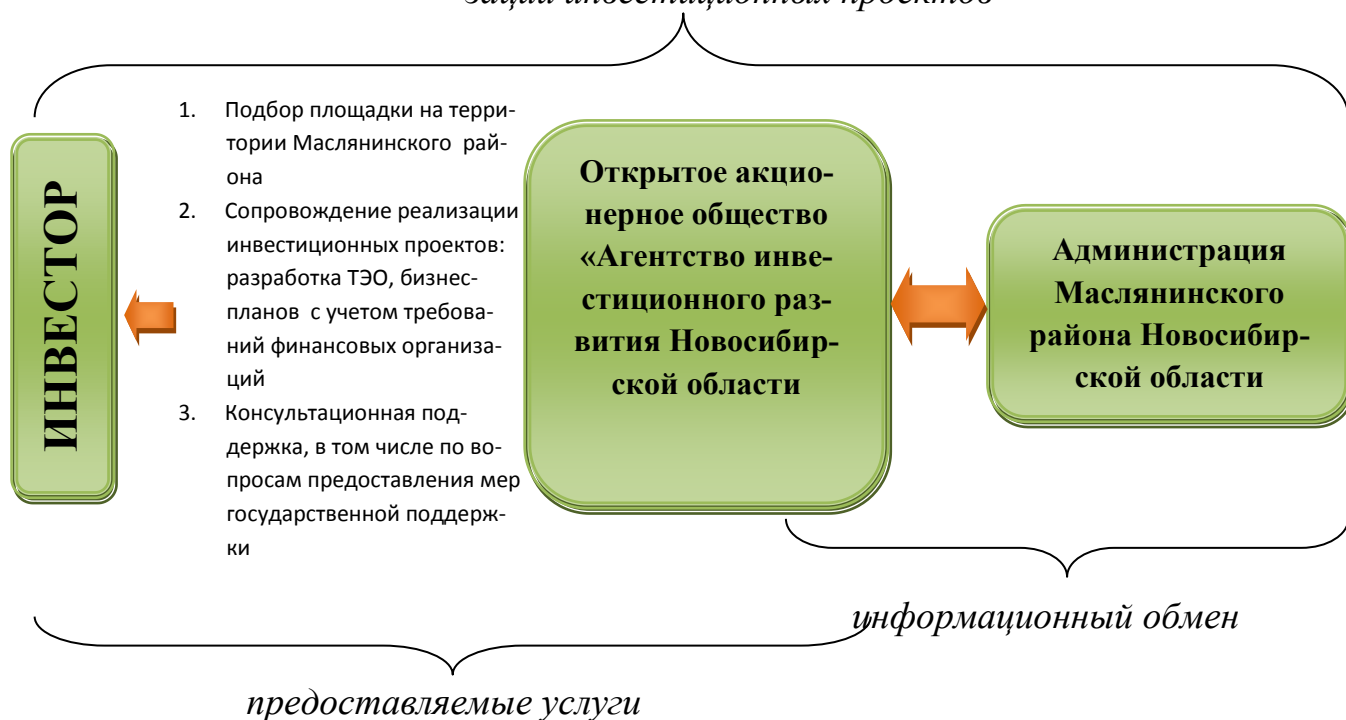 зации инвестиционных проектов
ИНВЕСТОР
1. Подбор площадки на терри-
тории Маслянинского рай-
она
2. Сопровождение реализации
инвестиционных проектов:
разработка ТЭО, бизнес-
планов с учетом требова-
ний финансовых организа-
ций
3. Консультационная под-
держка, в том числе по во-
просам предоставления мер
государственной поддерж-
ки
Открытое акцио-
нерное общество
«Агентство инве-
стиционного раз-
вития Новосибир-
ской области
Администрация
Маслянинского
района Новосибир-
ской области
информационный обмен
предоставляемые услуги